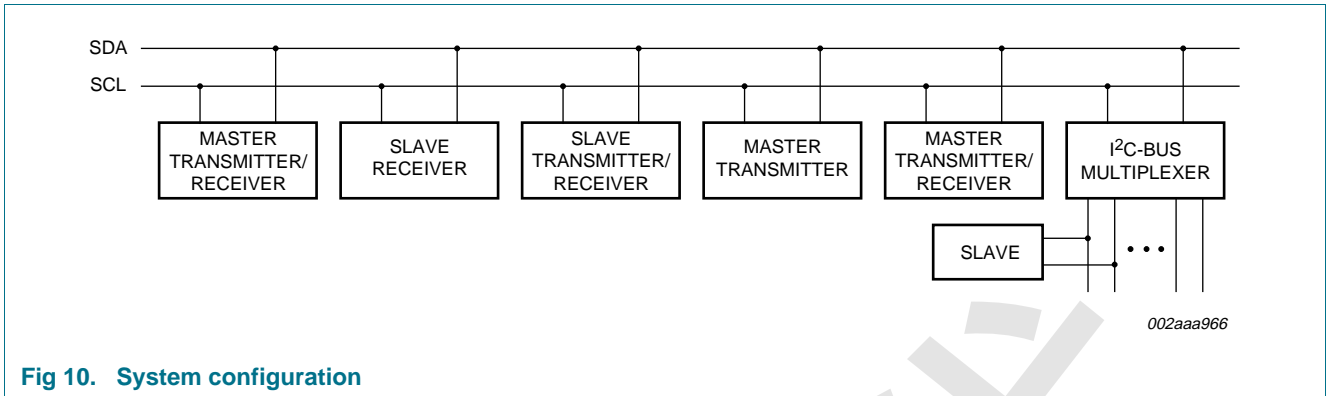 SDA
SCL
MASTER
TRANSMITTER/
RECEIVER
SLAVE
RECEIVER
SLAVE
TRANSMITTER/
RECEIVER
MASTER
TRANSMITTER
MASTER
TRANSMITTER/
RECEIVER
I²C-BUS
MULTIPLEXER
SLAVE
002aaa966
Fig 10. System configuration